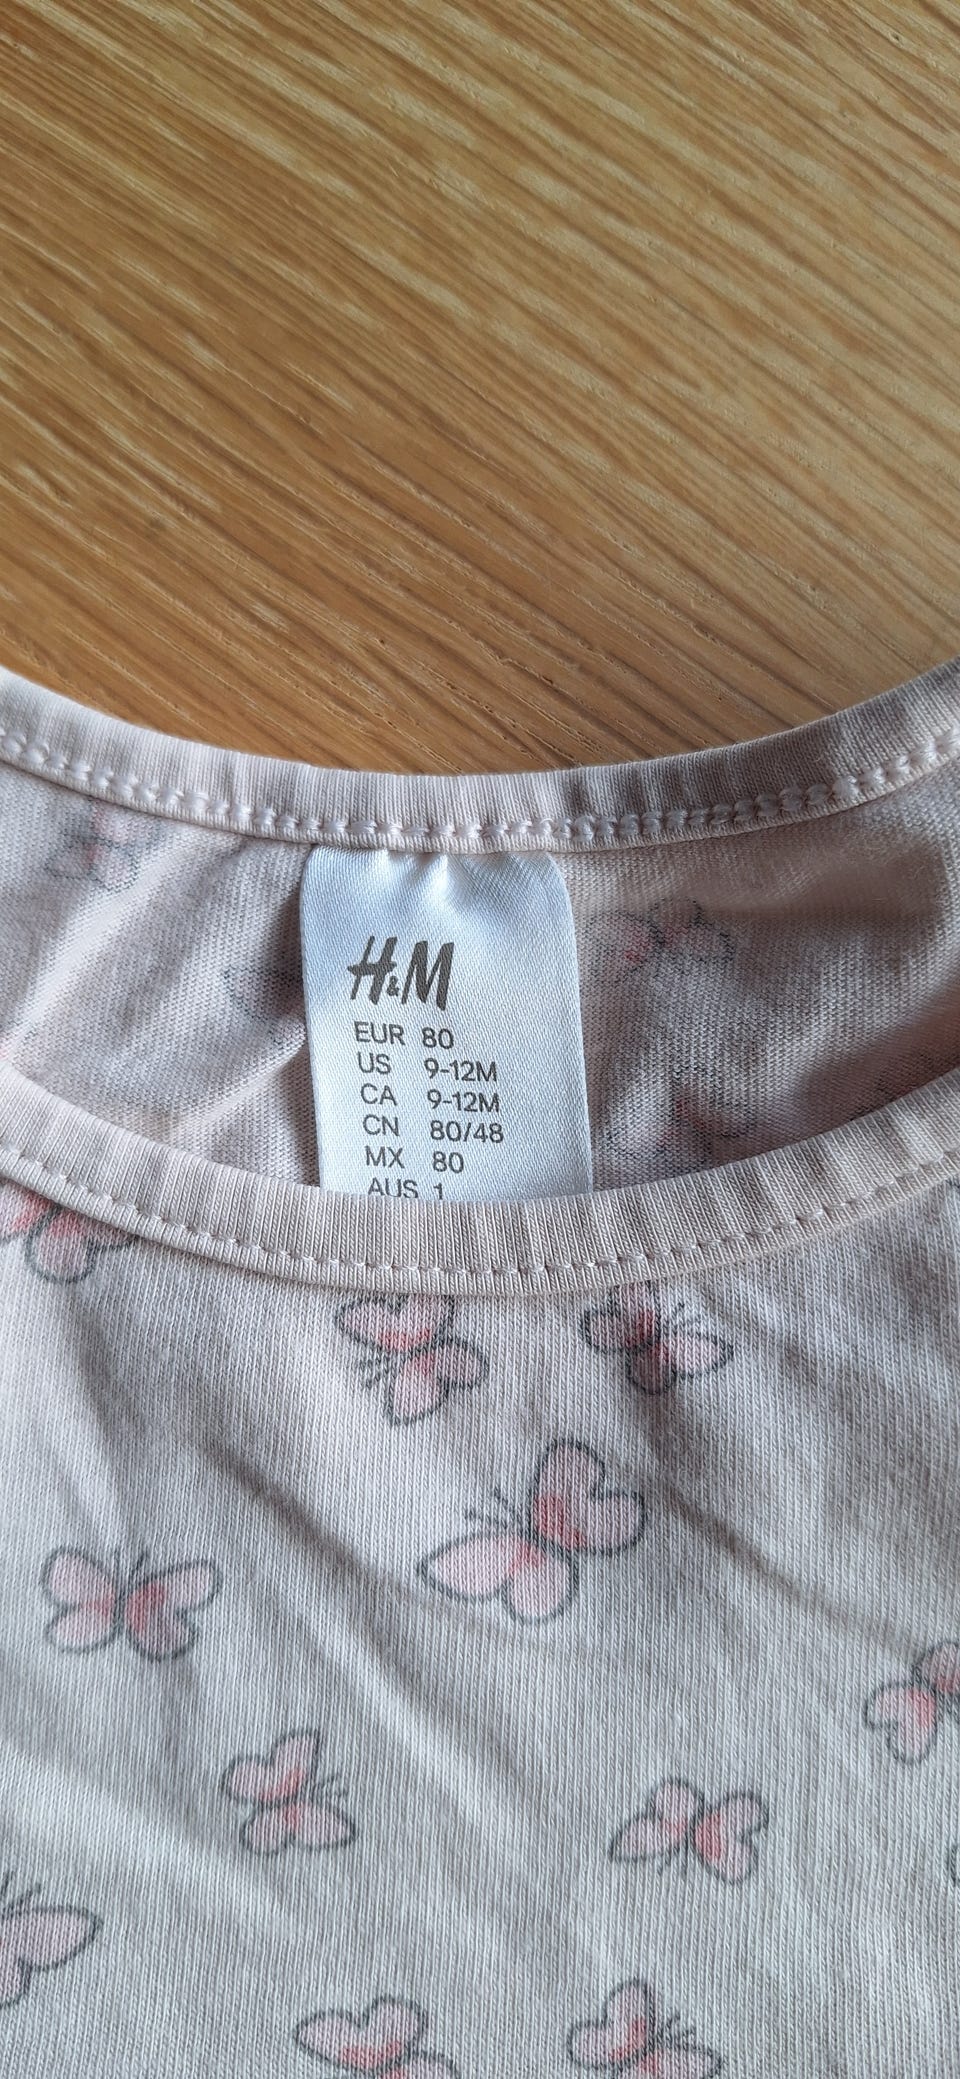 H&M
EUR 80
US 9-12M
CA 9-12M
CN 80/48
MX 80
AUS 1